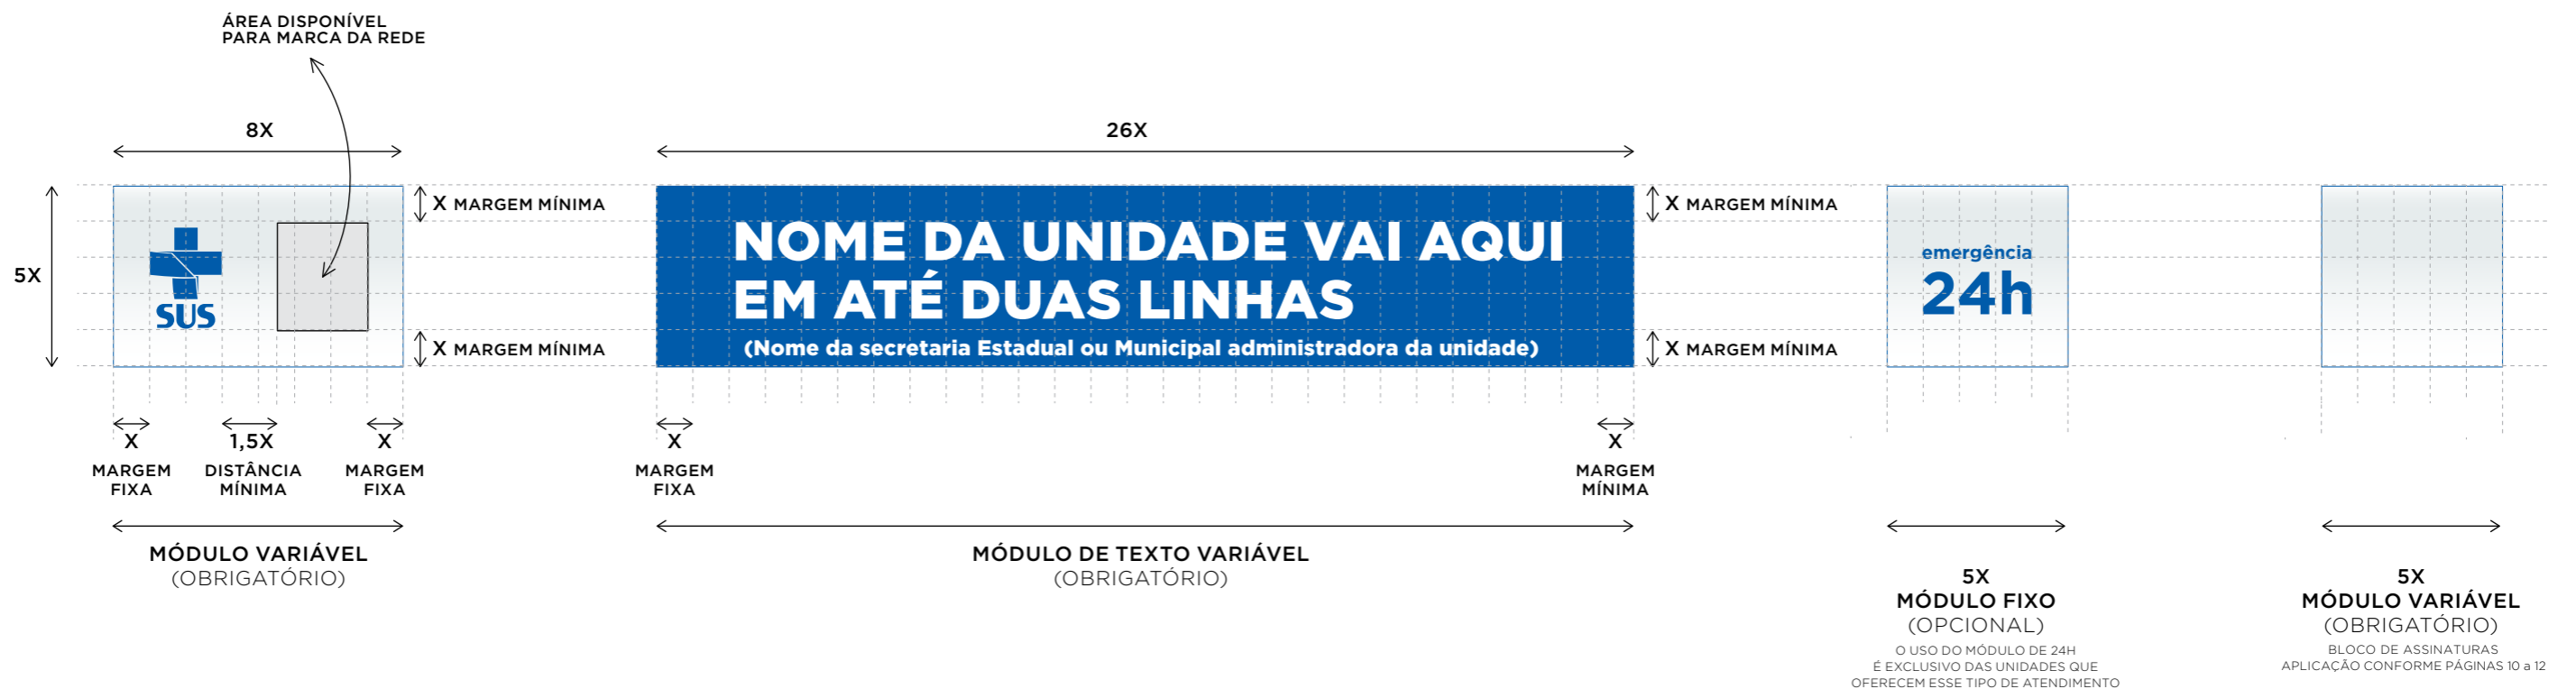 ÁREA DISPONÍVEL
PARA MARCA DA REDE
8X
26X
5X
SUS
X MARGEM MÍNIMA
X MARGEM MÍNIMA
NOME DA UNIDADE VAI AQUI
EM ATÉ DUAS LINHAS
(Nome da secretaria Estadual ou Municipal administradora da unidade)
X MARGEM MÍNIMA
X MARGEM MÍNIMA
emergência
24h
X
MARGEM
FIXA
1,5X
DISTÂNCIA
MÍNIMA
X
MARGEM
FIXA
X
MARGEM
FIXA
X
MARGEM
MÍNIMA
MÓDULO VARIÁVEL
(OBRIGATÓRIO)
MÓDULO DE TEXTO VARIÁVEL
(OBRIGATÓRIO)
5X
MÓDULO FIXO
(OPCIONAL)
O USO DO MÓDULO DE 24H
É EXCLUSIVO DAS UNIDADES QUE
OFERECEM ESSE TIPO DE ATENDIMENTO
5X
MÓDULO VARIÁVEL
(OBRIGATÓRIO)
BLOCO DE ASSINATURAS
APLICAÇÃO CONFORME PÁGINAS 10 a 12